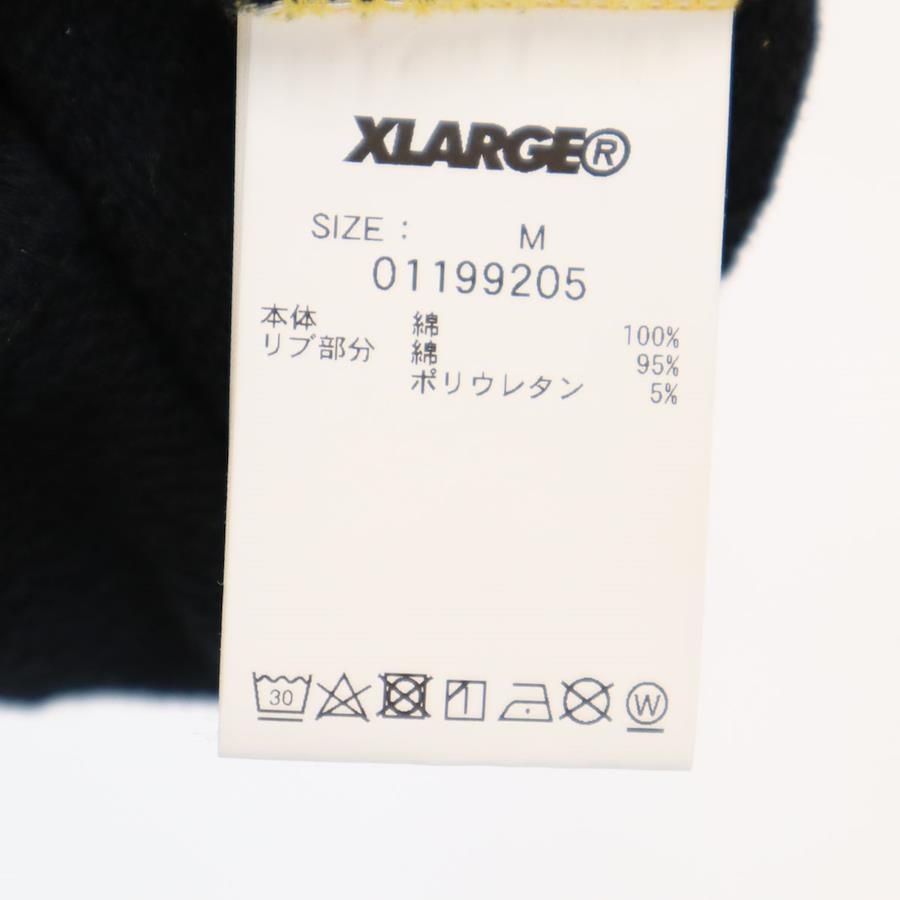 XLARGE®
SIZE : M
01199205
本体 綿 100%
リブ部分 綿 95%
ポリウレタン 5%
30 W